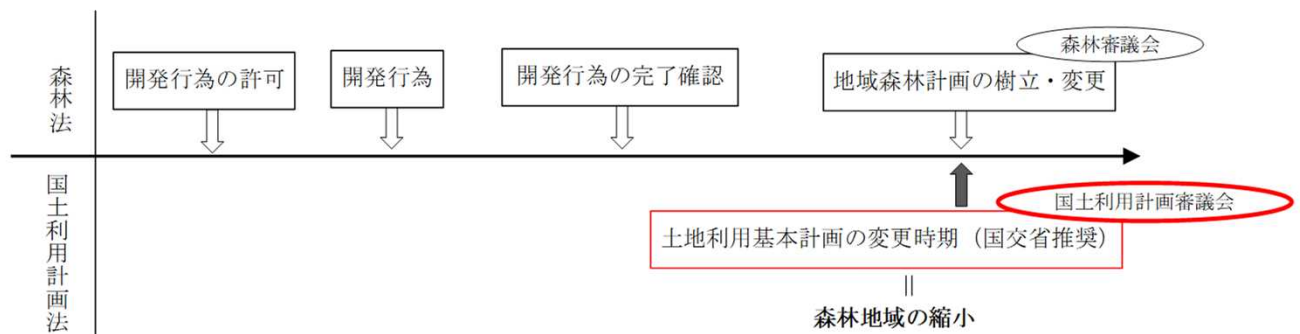 森林法
森林審議会
開発行為の許可
開発行為
開発行為の完了確認
地域森林計画の樹立・変更
国土利用計画法
国土利用計画審議会
土地利用基本計画の変更時期（国交省推奨）
||
森林地域の縮小